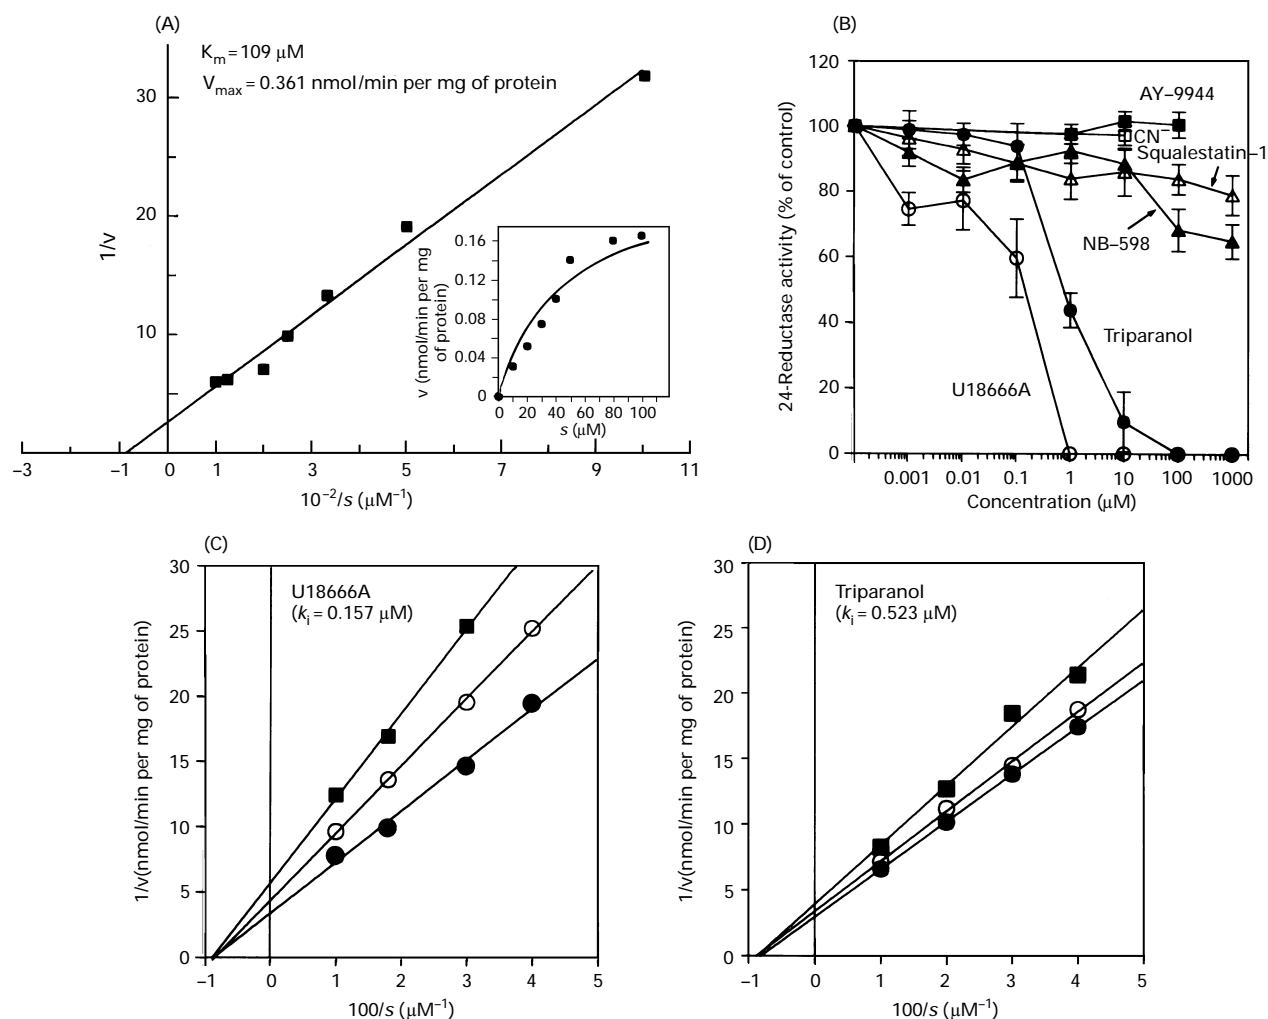 (A)
K_m = 109 μM
V_max = 0.361 nmol/min per mg of protein
1/v
30
20
10
−3
−1
0
1
3
5
7
9
11
10⁻²/s (μM⁻¹)
v (nmol/min per mg
of protein)
0.16
0.12
0.08
0.04
0
0
20
40
60
80
100
s (μM)
(B)
24-Reductase activity (% of control)
120
100
80
60
40
20
0
AY–9944
CN⁻
Squalestatin–1
NB–598
Triparanol
U18666A
0.001
0.01
0.1
1
10
100
1000
Concentration (μM)
(C)
U18666A
(k_i = 0.157 μM)
1/v(nmol/min per mg of protein)
30
25
20
15
10
5
0
−1
0
1
2
3
4
5
100/s (μM⁻¹)
(D)
Triparanol
(k_i = 0.523 μM)
1/v(nmol/min per mg of protein)
30
25
20
15
10
5
0
−1
0
1
2
3
4
5
100/s (μM⁻¹)